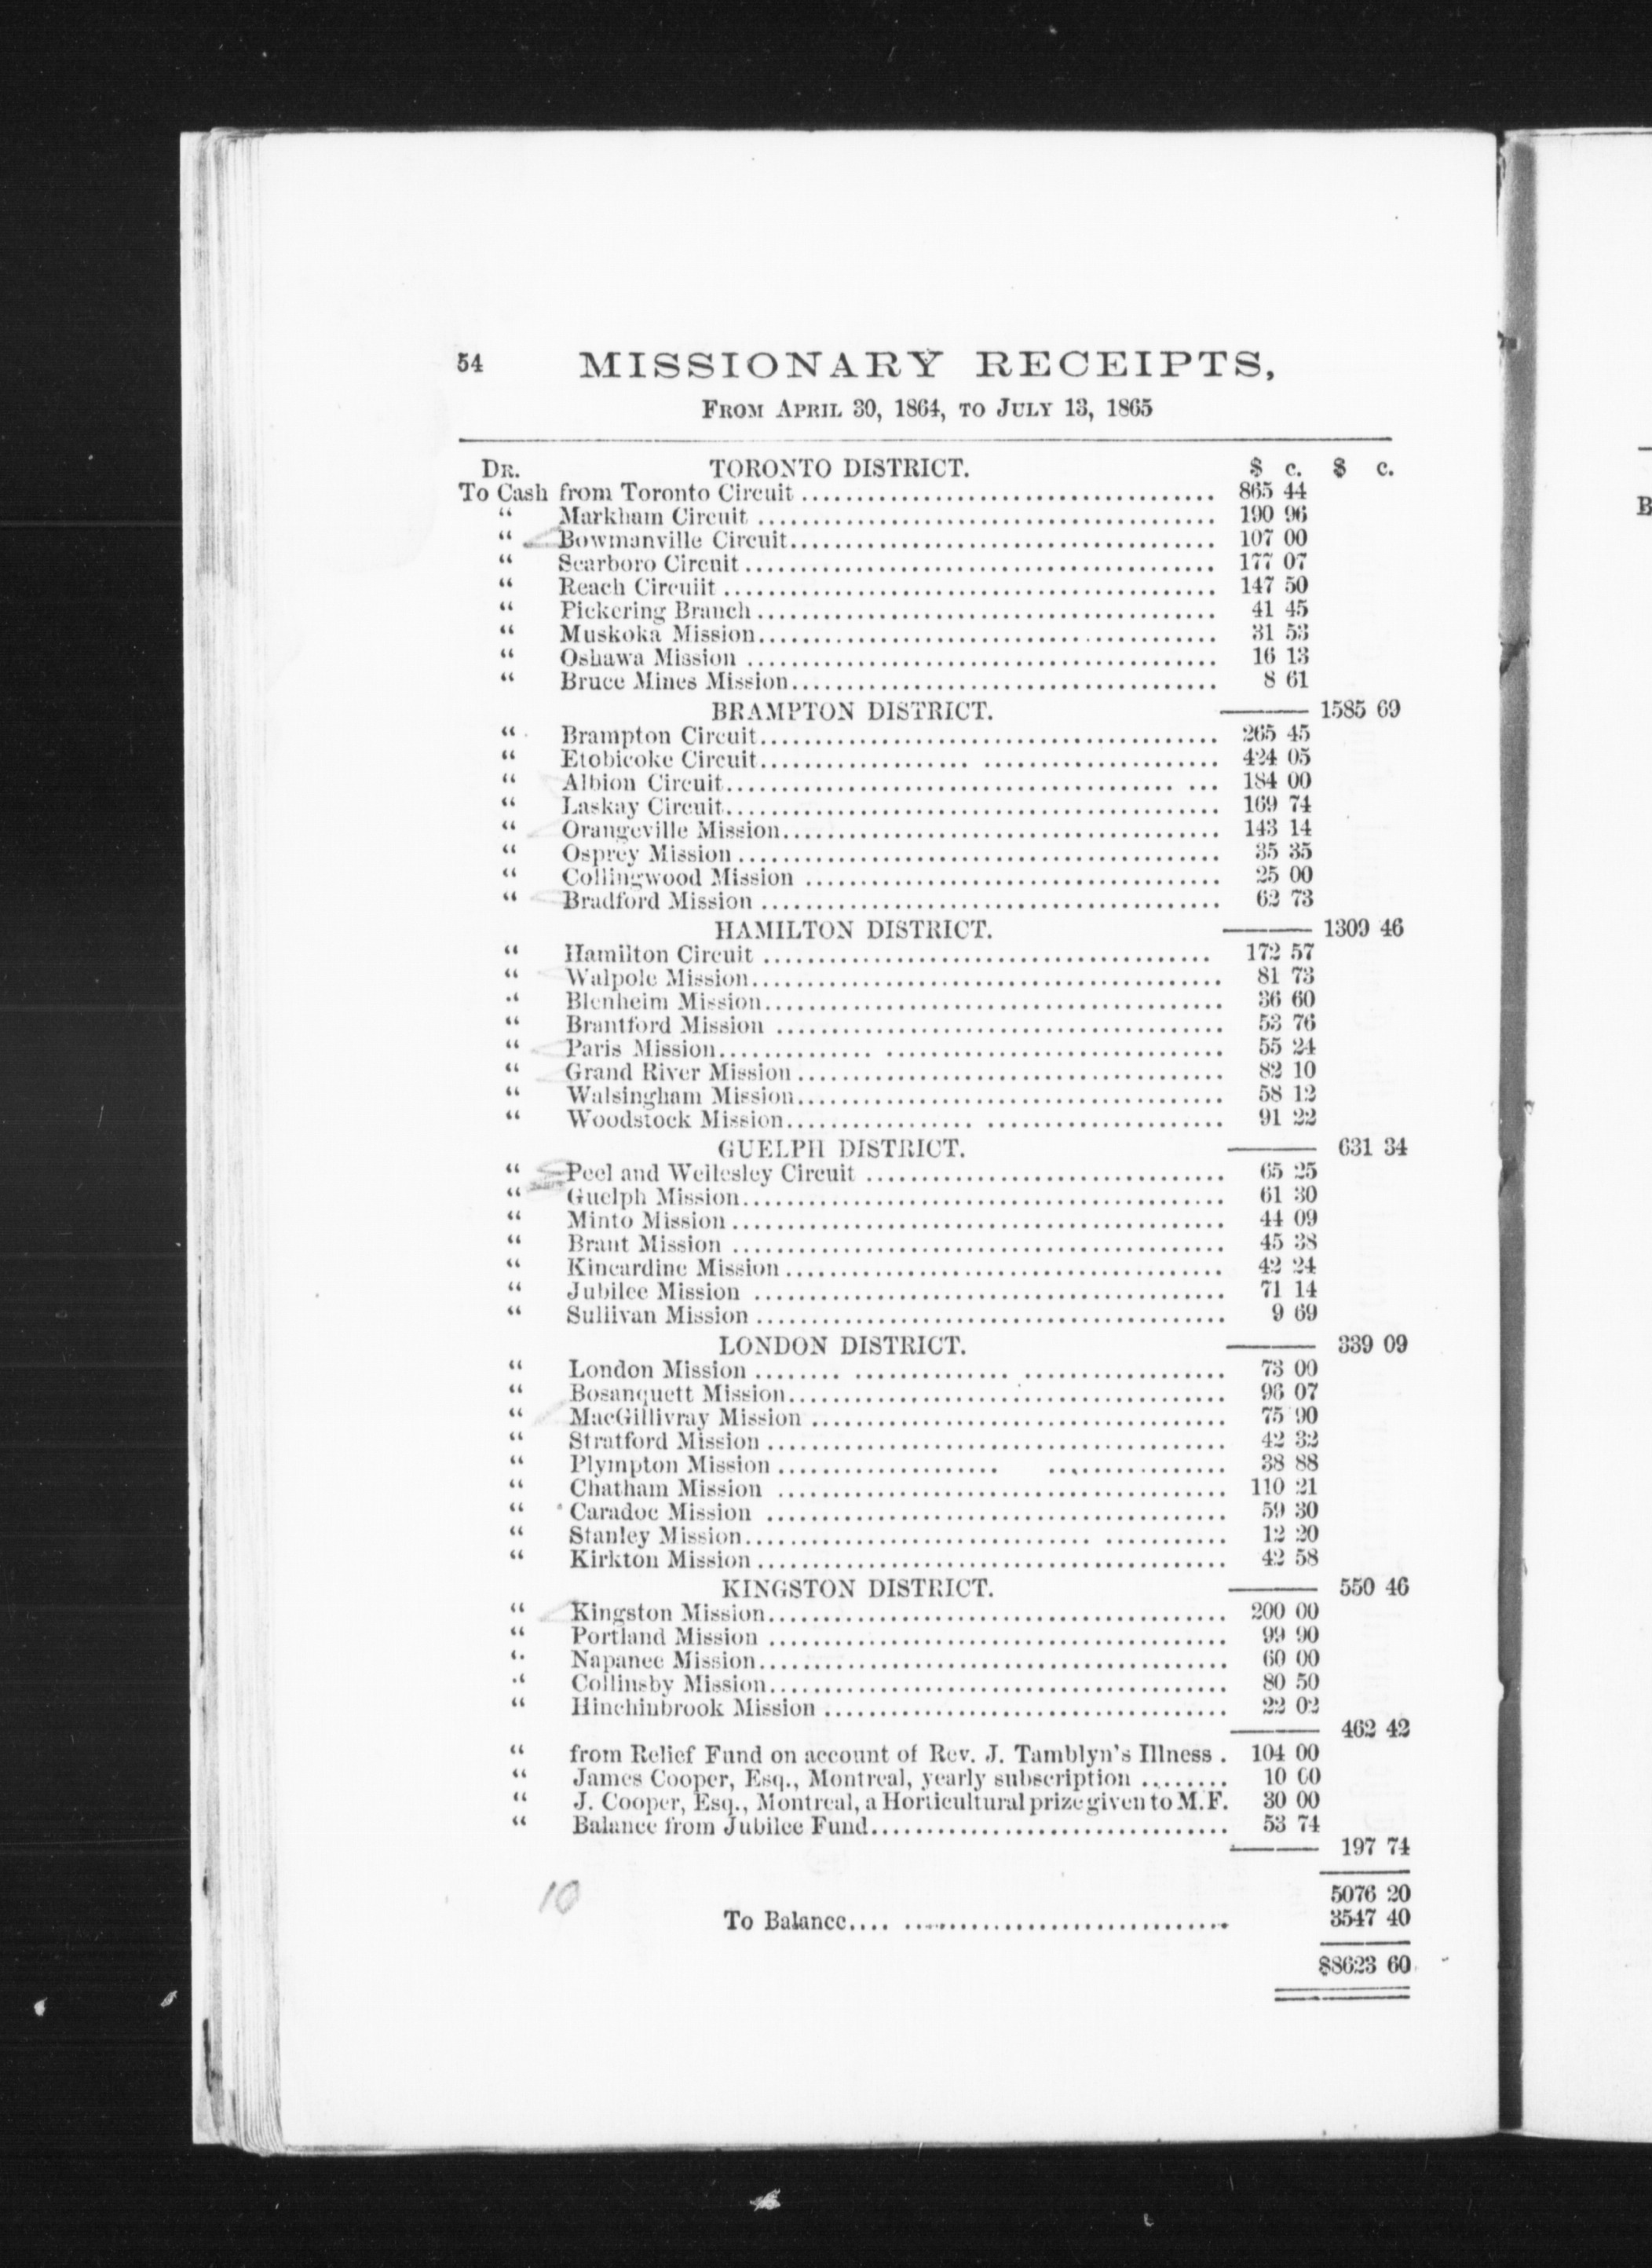 54 MISSIONARY RECEIPTS,
FROM APRIL 30, 1864, TO JULY 13, 1865
DR. TORONTO DISTRICT. $ c. $ c.
To Cash from Toronto Circuit .................................... 865 44
“ Markham Circuit .................................... 190 96
“ Bowmanville Circuit.................................... 107 00
“ Scarboro Circuit.................................... 177 07
“ Reach Circuiit .................................... 147 50
“ Pickering Branch.................................... 41 45
“ Muskoka Mission.................................... 31 53
“ Oshawa Mission .................................... 16 13
“ Bruce Mines Mission.................................... 8 61
BRAMPTON DISTRICT. ——— 1585 69
“ Brampton Circuit.................................... 265 45
“ Etobicoke Circuit.................................... 424 05
“ Albion Circuit.................................... 184 00
“ Laskay Circuit.................................... 169 74
“ Orangeville Mission.................................... 143 14
“ Osprey Mission.................................... 35 35
“ Collingwood Mission .................................... 25 00
“ Bradford Mission .................................... 62 73
HAMILTON DISTRICT. ——— 1309 46
“ Hamilton Circuit .................................... 172 57
“ Walpole Mission.................................... 81 73
“ Blenheim Mission.................................... 36 60
“ Brantford Mission .................................... 53 76
“ Paris Mission.................................... 55 24
“ Grand River Mission.................................... 82 10
“ Walsingham Mission.................................... 58 12
“ Woodstock Mission.................................... 91 22
GUELPH DISTRICT. ——— 631 34
“ Peel and Wellesley Circuit .................................... 65 25
“ Guelph Mission.................................... 61 30
“ Minto Mission.................................... 44 09
“ Brant Mission .................................... 45 38
“ Kincardine Mission.................................... 42 24
“ Jubilee Mission .................................... 71 14
“ Sullivan Mission .................................... 9 69
LONDON DISTRICT. ——— 339 09
“ London Mission .................................... 73 00
“ Bosanquett Mission.................................... 96 07
“ MacGillivray Mission .................................... 75 90
“ Stratford Mission .................................... 42 32
“ Plympton Mission .................................... 38 88
“ Chatham Mission .................................... 110 21
“ Caradoc Mission .................................... 59 30
“ Stanley Mission.................................... 12 20
“ Kirkton Mission .................................... 42 58
KINGSTON DISTRICT. ——— 550 46
“ Kingston Mission.................................... 200 00
“ Portland Mission .................................... 99 90
“ Napanee Mission.................................... 60 00
“ Collinsby Mission.................................... 80 50
“ Hinchinbrook Mission .................................... 22 02
——— 462 42
“ from Relief Fund on account of Rev. J. Tamblyn's Illness . 104 00
“ James Cooper, Esq., Montreal, yearly subscription ........ 10 00
“ J. Cooper, Esq., Montreal, a Horticultural prize given to M.F. 30 00
“ Balance from Jubilee Fund.................................... 53 74
——— 197 74
10
5076 20
To Balance.................................... 3547 40
$8623 60
B